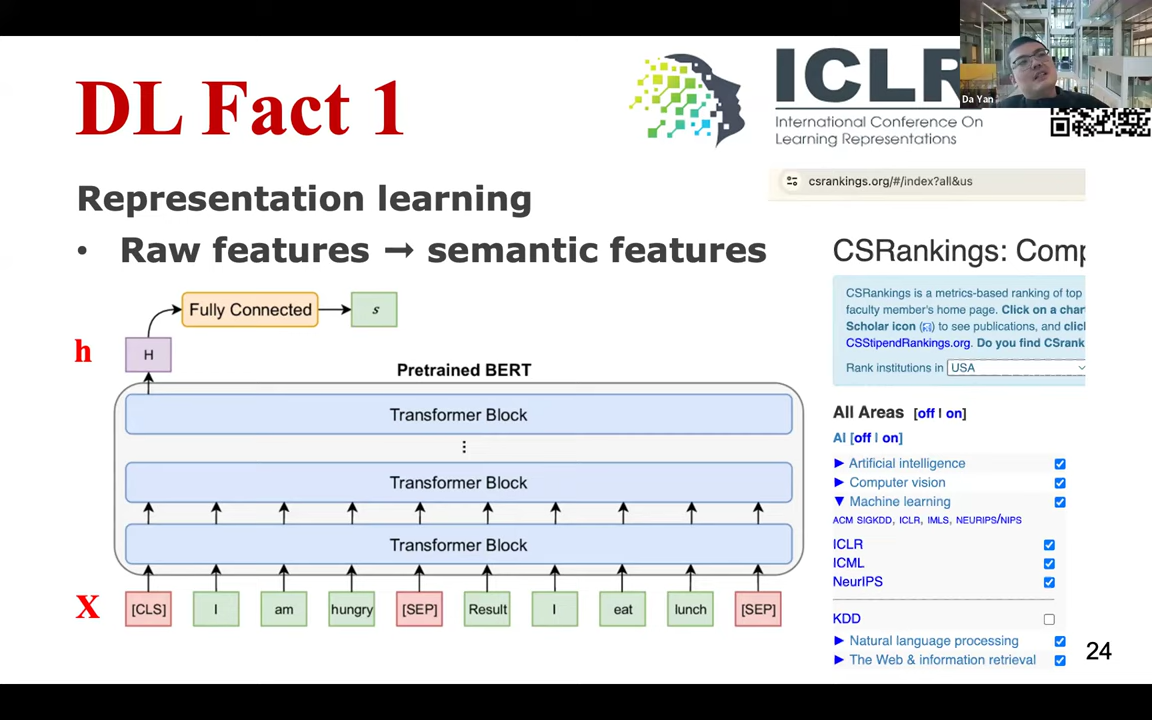 DL Fact 1
ICLR
International Conference On
Learning Representations
Da Yan
csrankings.org/#/index?all&us
Representation learning
• Raw features → semantic features
Fully Connected
s
h
H
Pretrained BERT
Transformer Block
Transformer Block
Transformer Block
X
[CLS] I am hungry [SEP] Result I eat lunch [SEP]
CSRankings: Comp
CSRankings is a metrics-based ranking of top
faculty member's home page. Click on a char
Scholar icon () to see publications, and click
CSStipendRankings.org. Do you find CSrank
Rank institutions in USA
All Areas [off | on]
AI [off | on]
► Artificial intelligence
► Computer vision
▼ Machine learning
ACM SIGKDD, ICLR, IMLS, NEURIPS/NIPS
ICLR
ICML
NeurIPS
KDD
► Natural language processing
► The Web & information retrieval
24